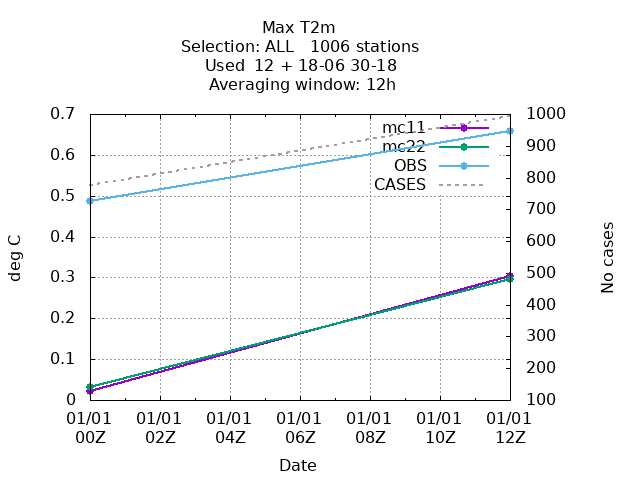 Max T2m
Selection: ALL   1006 stations
Used  12 + 18-06 30-18
Averaging window: 12h
mc11
mc22
OBS
CASES
0.7
0.6
0.5
0.4
0.3
0.2
0.1
0
deg C
1000
900
800
700
600
500
400
300
200
100
No cases
01/01 01/01 01/01 01/01 01/01 01/01 01/01
00Z 02Z 04Z 06Z 08Z 10Z 12Z
Date